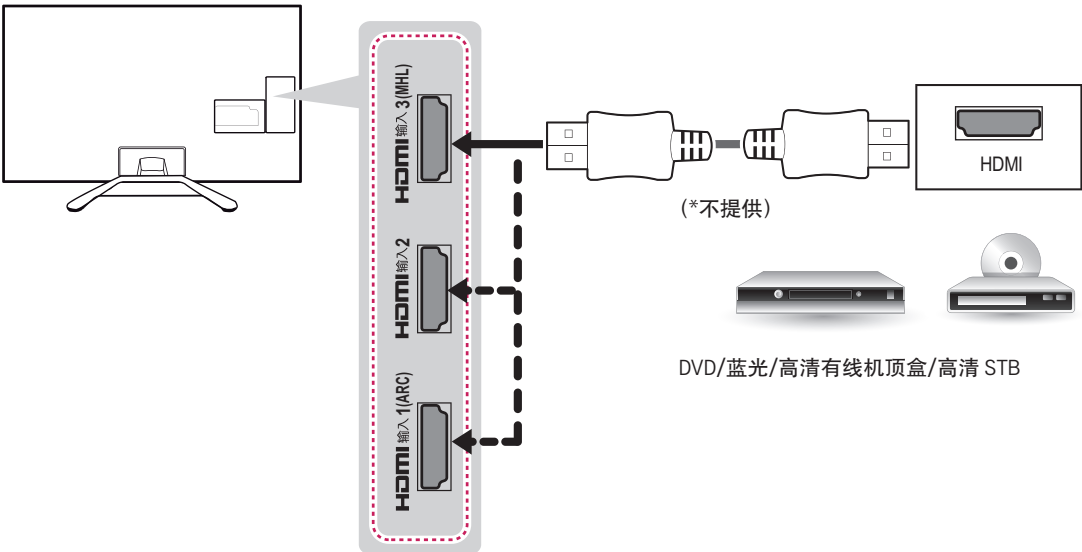 HDMI 输入 3(MHL)
HDMI 输入2
HDMI 输入 1(ARC)
(*不提供)
HDMI
DVD/蓝光/高清有线机顶盒/高清 STB